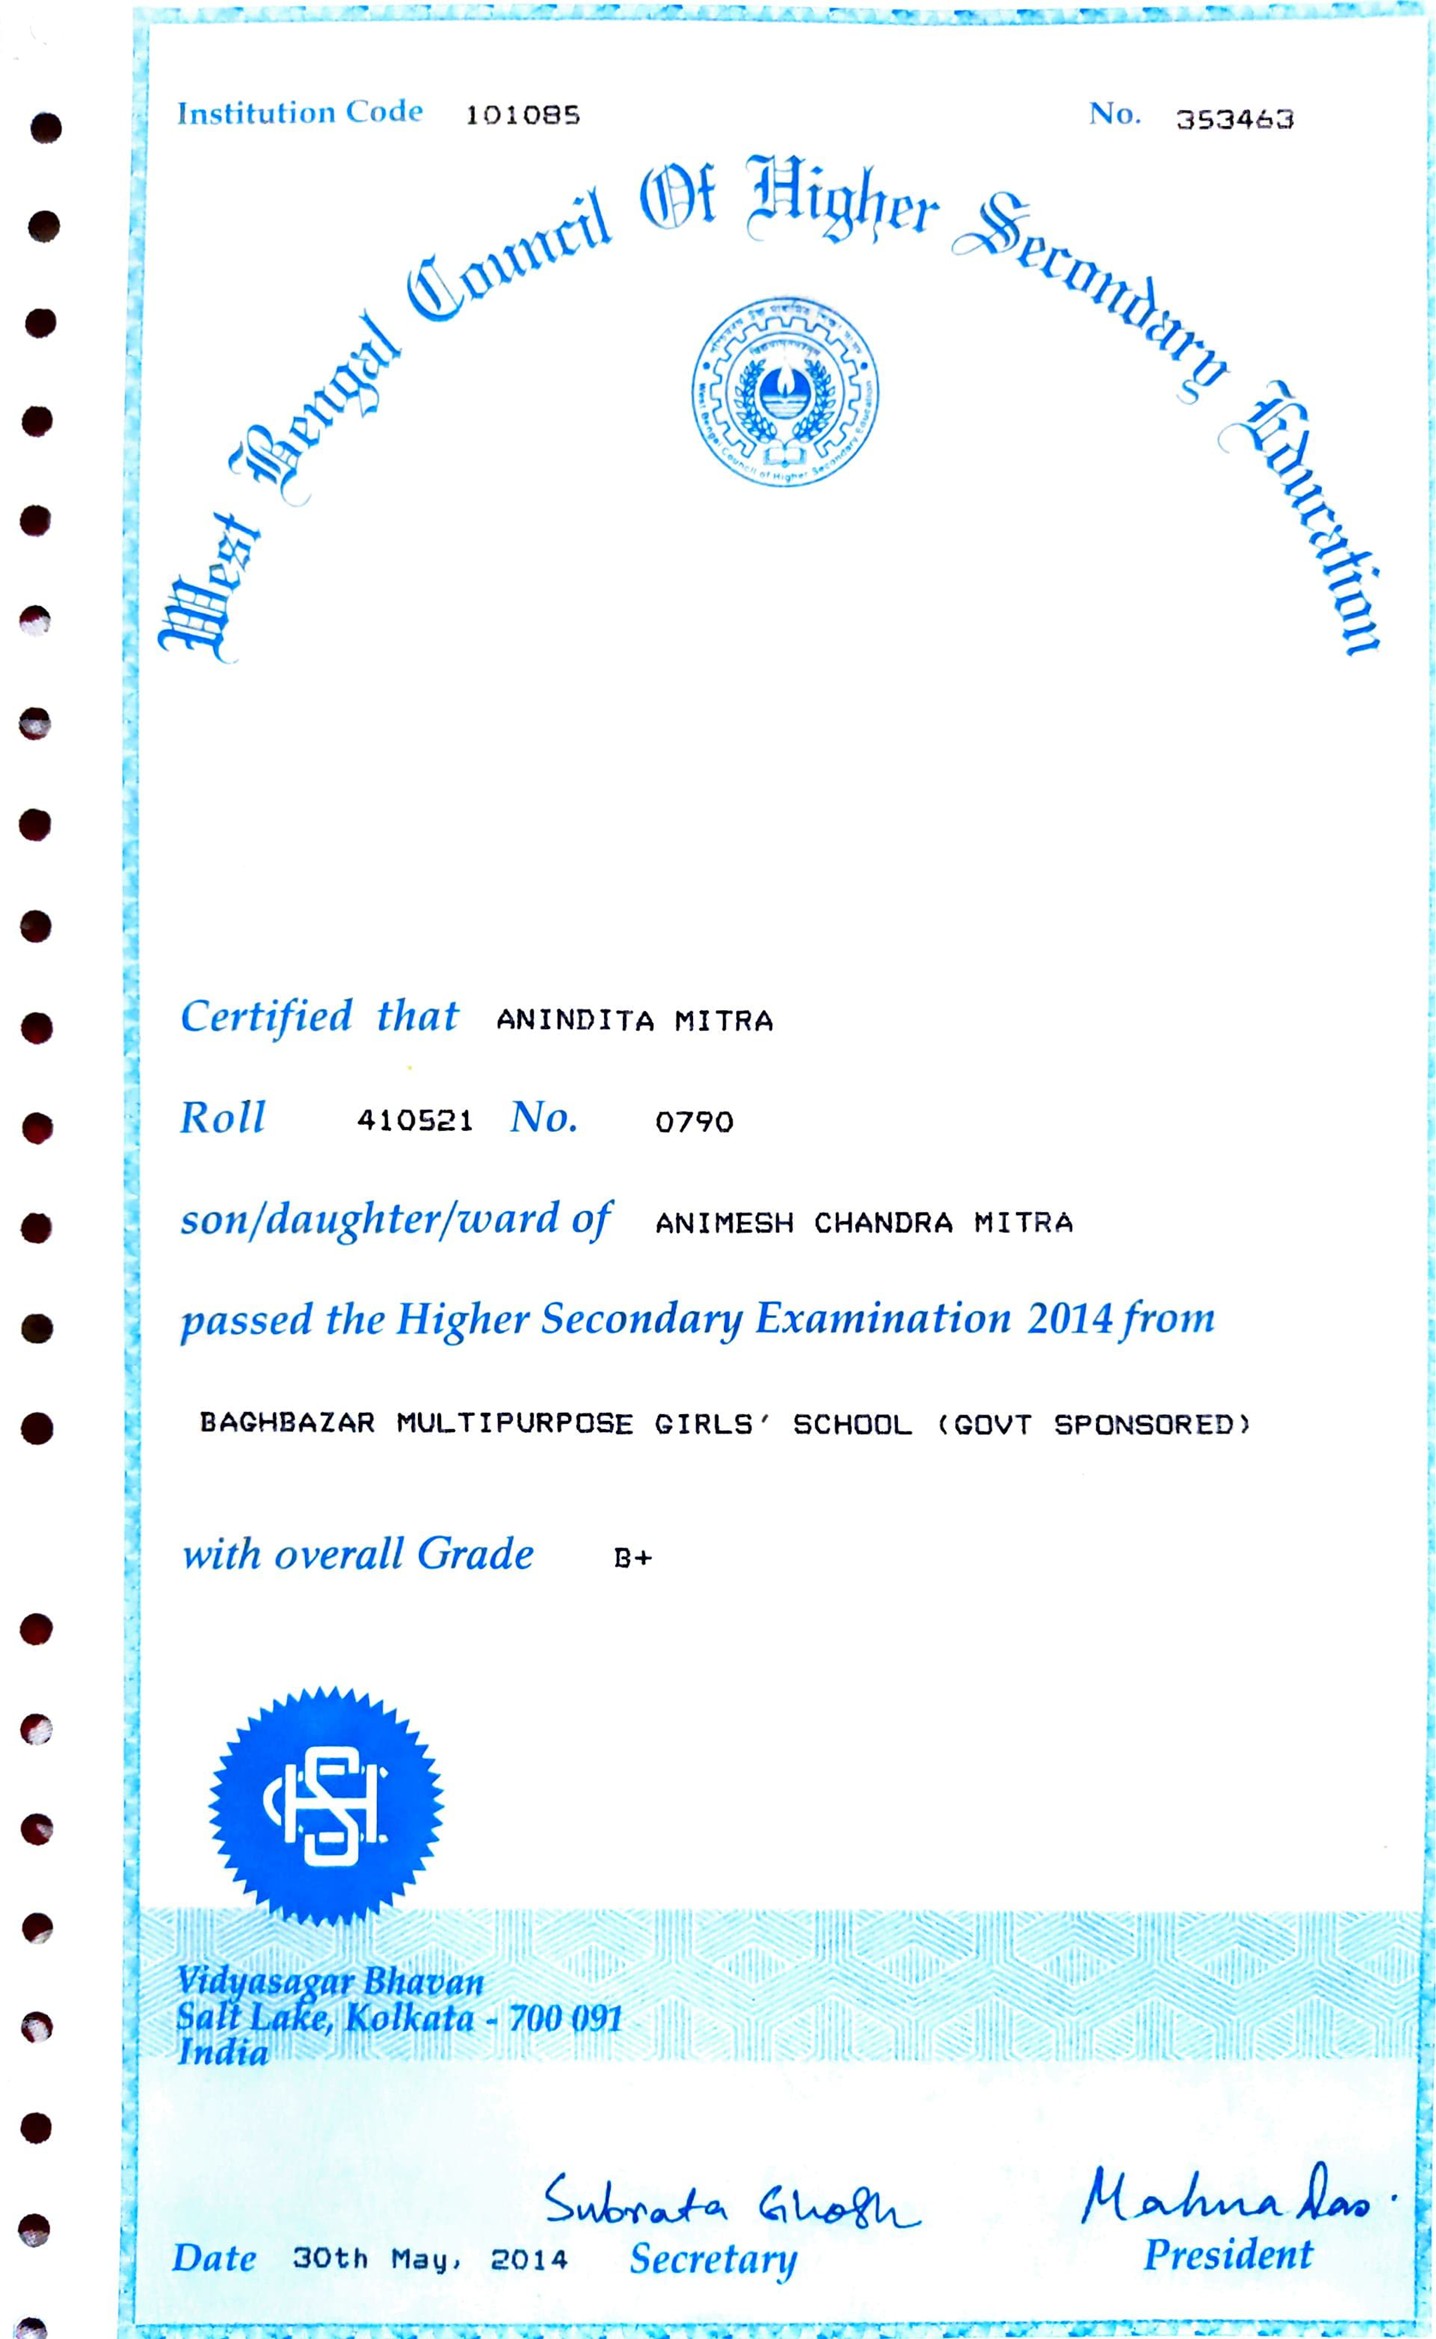 Institution Code 101085 No. 353463
West Bengal Council Of Higher Secondary Education
West Bengal Council of Higher Secondary Education
Certified that ANINDITA MITRA
Roll 410521 No. 0790
son/daughter/ward of ANIMESH CHANDRA MITRA
passed the Higher Secondary Examination 2014 from
BAGHBAZAR MULTIPURPOSE GIRLS' SCHOOL (GOVT SPONSORED)
with overall Grade B+
Vidyasagar Bhavan
Salt Lake, Kolkata - 700 091
India
Subrata Ghosh
Date 30th May, 2014 Secretary President